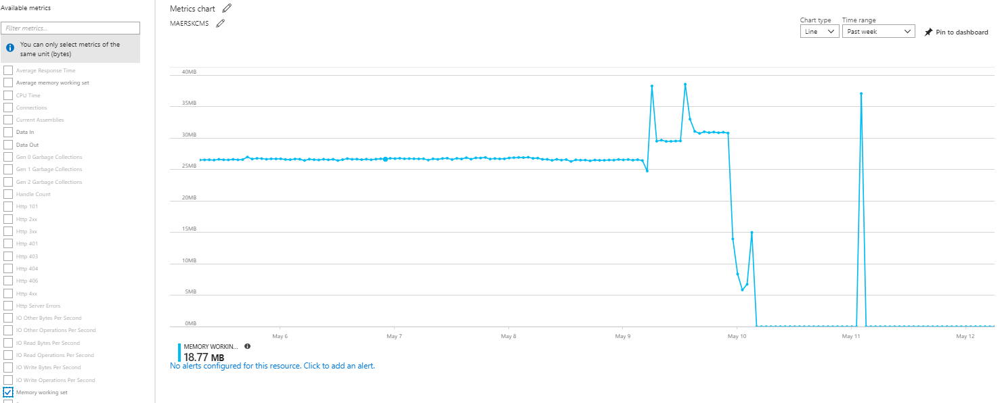 Available metrics
Filter metrics...
You can only select metrics of the
same unit (bytes)
Average Response Time
Average memory working set
CPU Time
Connections
Current Assemblies
Data In
Data Out
Gen 0 Garbage Collections
Gen 1 Garbage Collections
Gen 2 Garbage Collections
Handle Count
Http 101
Http 2xx
Http 3xx
Http 401
Http 403
Http 404
Http 406
Http 4xx
Http Server Errors
IO Other Bytes Per Second
IO Other Operations Per Second
IO Read Bytes Per Second
IO Read Operations Per Second
IO Write Bytes Per Second
IO Write Operations Per Second
Memory working set
Metrics chart
MAERSKCMS
Chart type
Time range
Line
Past week
Pin to dashboard
40MB
35MB
30MB
25MB
20MB
15MB
10MB
5MB
0MB
May 6
May 7
May 8
May 9
May 10
May 11
May 12
MEMORY WORKIN...
18.77 MB
No alerts configured for this resource. Click to add an alert.